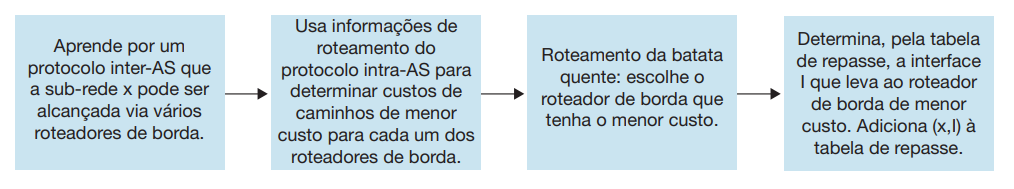 Aprende por um
protocolo inter-AS que
a sub-rede x pode ser
alcançada via vários
roteadores de borda.
Usa informações de
roteamento do
protocolo intra-AS para
determinar custos de
caminhos de menor
custo para cada um dos
roteadores de borda.
Roteamento da batata
quente: escolhe o
roteador de borda que
tenha o menor custo.
Determina, pela tabela
de repasse, a interface
I que leva ao roteador
de borda de menor
custo. Adiciona (x,I) à
tabela de repasse.